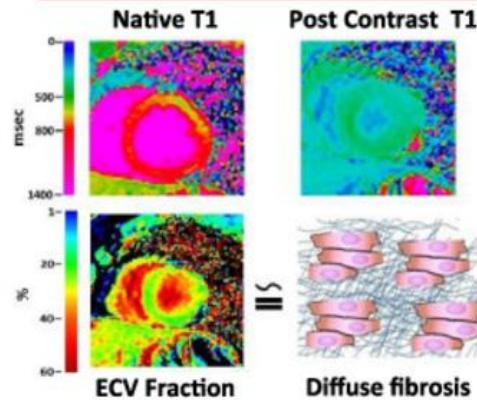 Native T1
Post Contrast T1
0
500
800
1400
msec
1
20
40
60
%
≅
ECV Fraction
Diffuse fibrosis